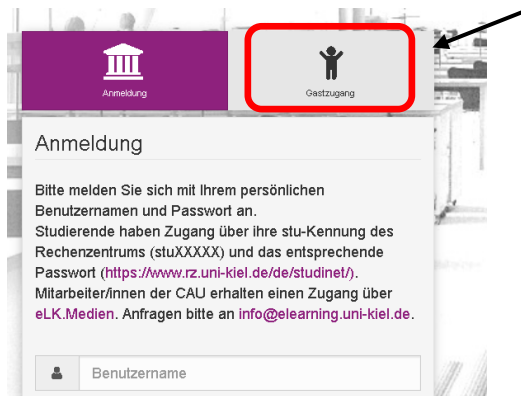 Anmeldung
Gastzugang
Anmeldung
Bitte melden Sie sich mit Ihrem persönlichen
Benutzernamen und Passwort an.
Studierende haben Zugang über ihre stu-Kennung des
Rechenzentrums (stuXXXXX) und das entsprechende
Passwort (https://www.rz.uni-kiel.de/de/studinet/).
Mitarbeiter/innen der CAU erhalten einen Zugang über
eLK.Medien. Anfragen bitte an info@elearning.uni-kiel.de.
Benutzername